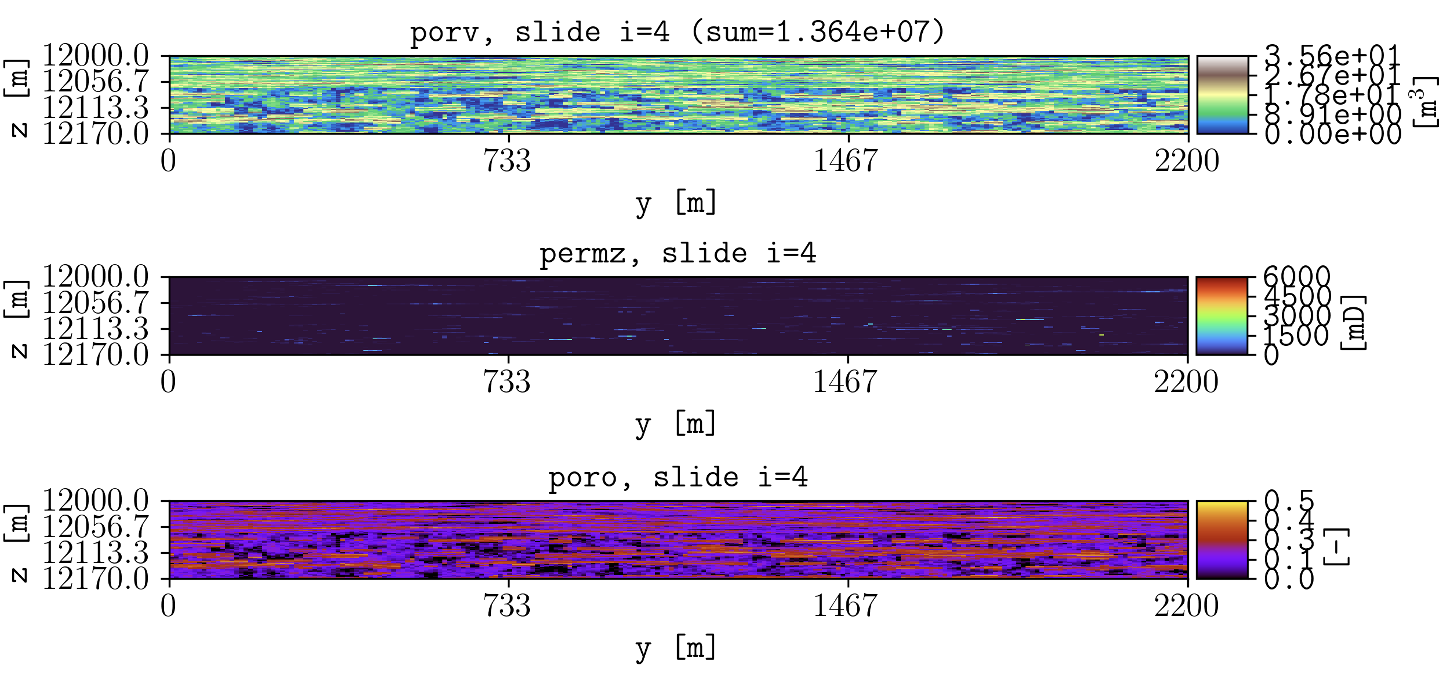 porv, slide i=4 (sum=1.364e+07)
z [m]
12000.0
12056.7
12113.3
12170.0
0
733
1467
2200
y [m]
3.56e+01
2.67e+01
1.78e+01
8.91e+00
0.00e+00
[m³]
permz, slide i=4
z [m]
12000.0
12056.7
12113.3
12170.0
0
733
1467
2200
y [m]
6000
4500
3000
1500
0
[mD]
poro, slide i=4
z [m]
12000.0
12056.7
12113.3
12170.0
0
733
1467
2200
y [m]
0.5
0.4
0.3
0.1
0.0
[-]